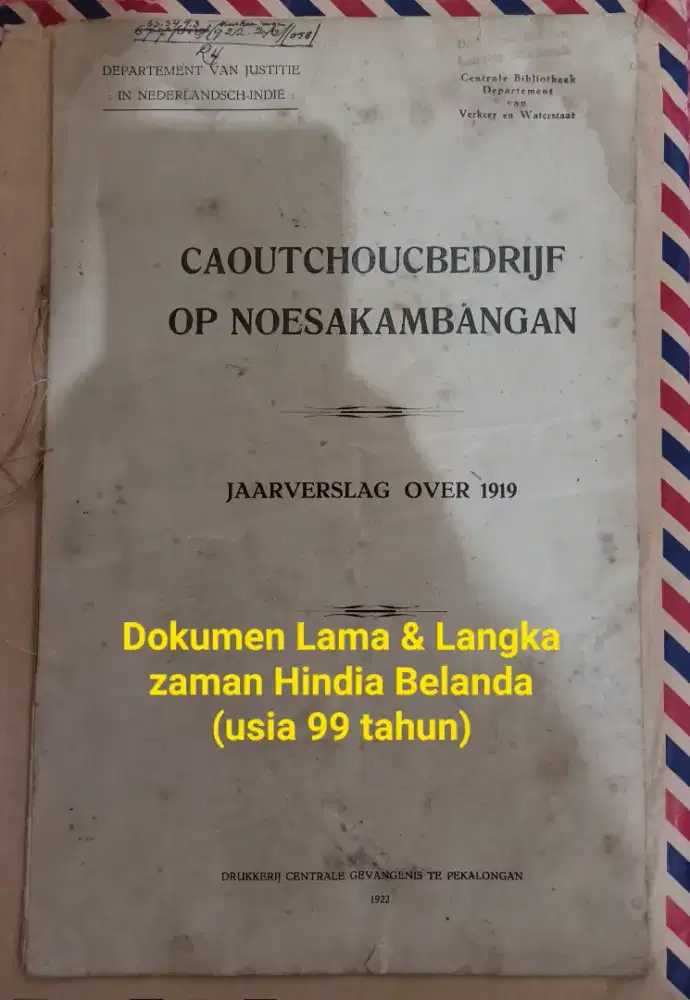 DEPARTEMENT VAN JUSTITIE
IN NEDERLANDSCH-INDIË
Centrale Bibliotheek
Departement
van
Verkeer en Waterstaat
CAOUTCHOUCBEDRIJF
OP NOESAKAMBANGAN
JAARVERSLAG OVER 1919
Dokumen Lama & Langka
zaman Hindia Belanda
(usia 99 tahun)
DRUKKERIJ CENTRALE GEVANGENIS TE PEKALONGAN
1922